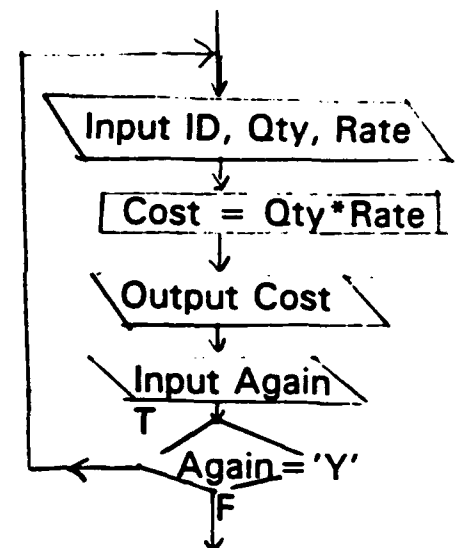 Input ID, Qty, Rate
Cost = Qty*Rate
Output Cost
Input Again
T
Again = 'Y'
F